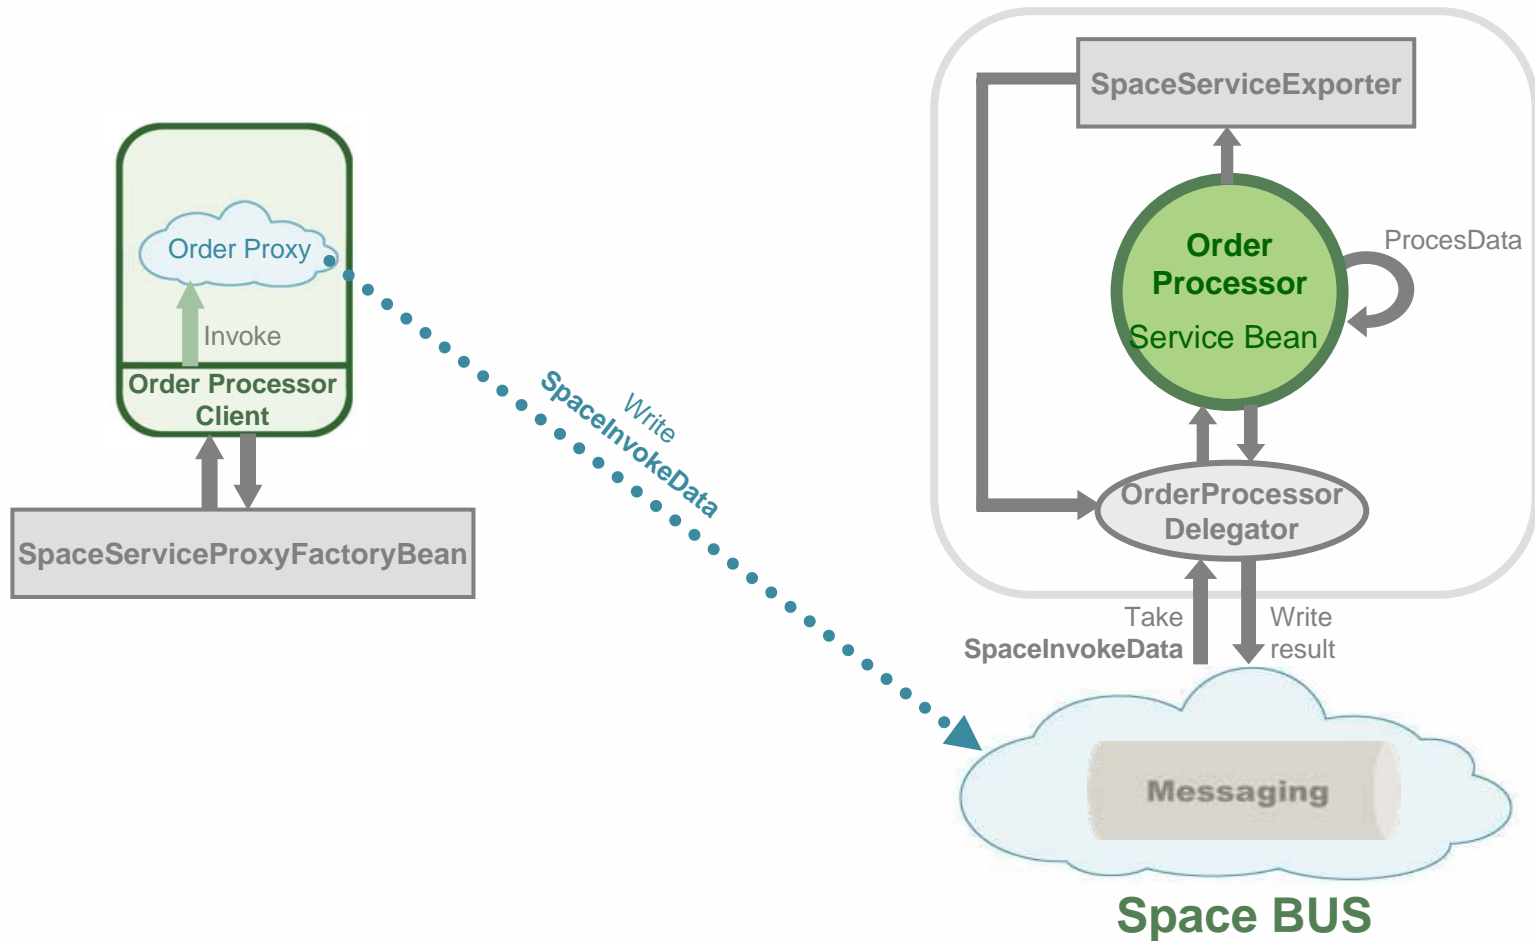 SpaceServiceExporter
Order Proxy
Invoke
Order Processor
Client
SpaceServiceProxyFactoryBean
Write
SpaceInvokeData
Order
Processor
Service Bean
ProcesData
OrderProcessor
Delegator
Take
SpaceInvokeData
Write
result
Messaging
Space BUS